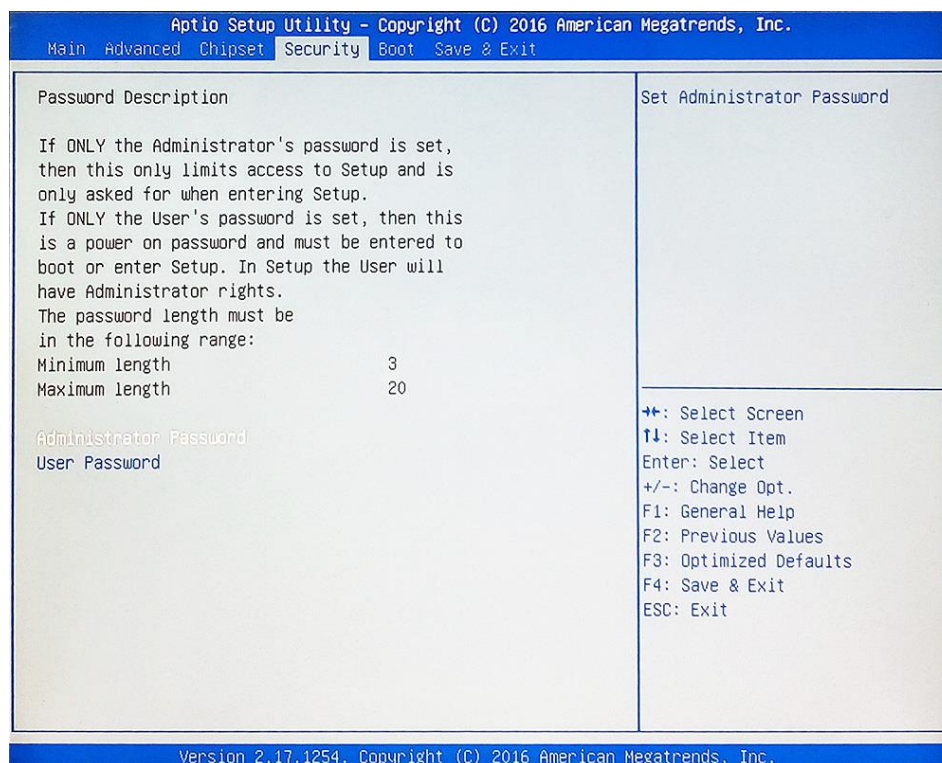 Aptio Setup Utility – Copyright (C) 2016 American Megatrends, Inc.
Main Advanced Chipset Security Boot Save & Exit
Password Description
If ONLY the Administrator's password is set,
then this only limits access to Setup and is
only asked for when entering Setup.
If ONLY the User's password is set, then this
is a power on password and must be entered to
boot or enter Setup. In Setup the User will
have Administrator rights.
The password length must be
in the following range:
Minimum length 3
Maximum length 20
Administrator Password
User Password
Set Administrator Password
→←: Select Screen
↑↓: Select Item
Enter: Select
+/-: Change Opt.
F1: General Help
F2: Previous Values
F3: Optimized Defaults
F4: Save & Exit
ESC: Exit
Version 2.17.1254. Copyright (C) 2016 American Megatrends, Inc.